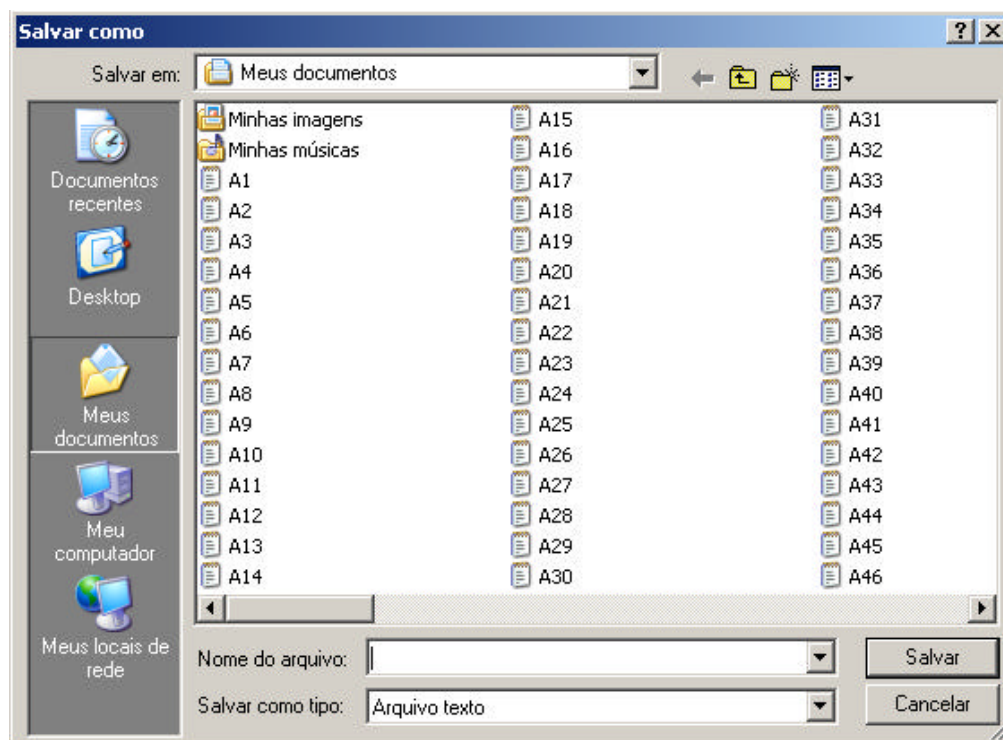 Salvar como
Salvar em: Meus documentos
Documentos recentes
Desktop
Meus documentos
Meu computador
Meus locais de rede
Minhas imagens
Minhas músicas
A1
A2
A3
A4
A5
A6
A7
A8
A9
A10
A11
A12
A13
A14
A15
A16
A17
A18
A19
A20
A21
A22
A23
A24
A25
A26
A27
A28
A29
A30
A31
A32
A33
A34
A35
A36
A37
A38
A39
A40
A41
A42
A43
A44
A45
A46
Nome do arquivo:
Salvar
Salvar como tipo: Arquivo texto
Cancelar